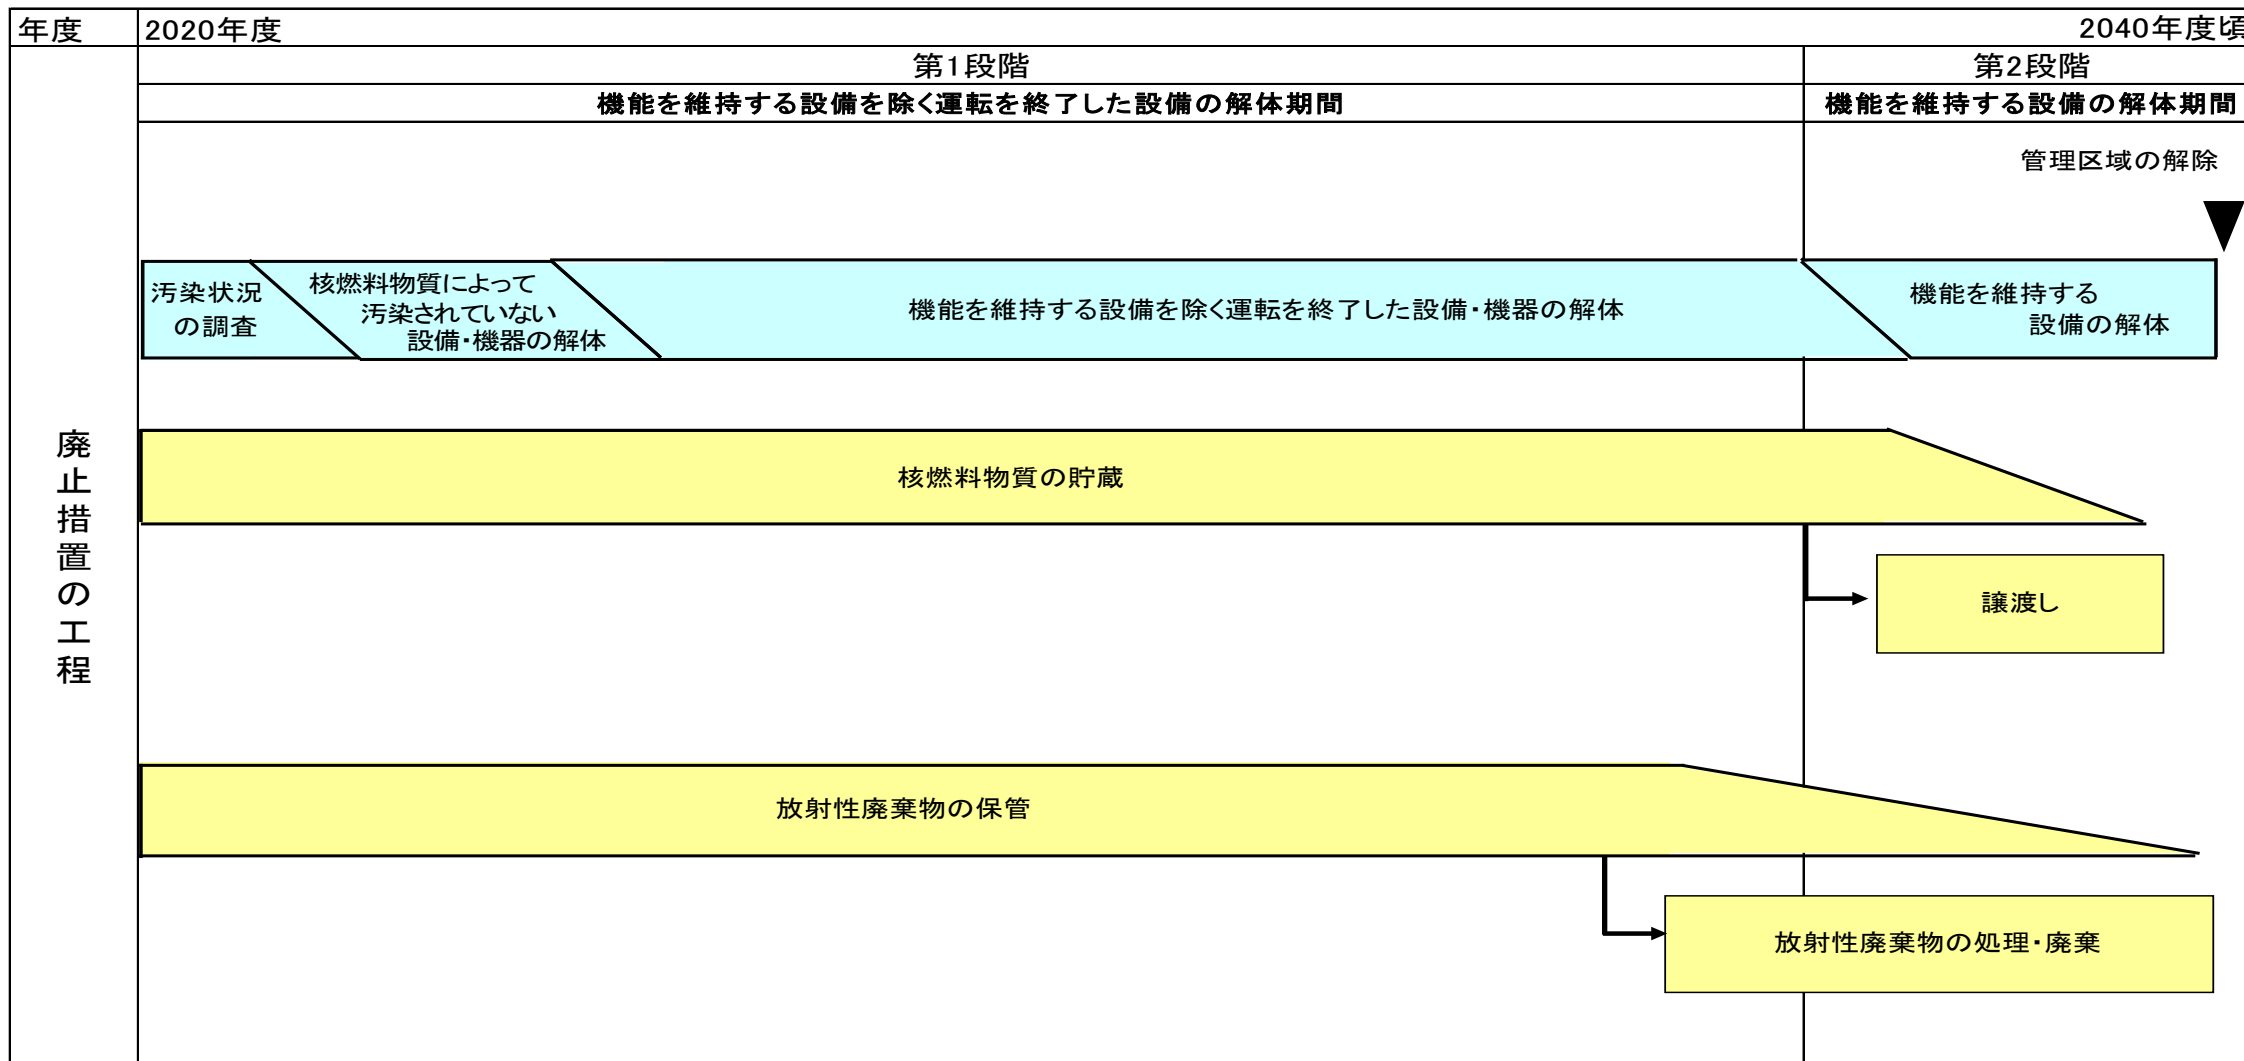 年度
2020年度
2040年度頃
第1段階
第2段階
機能を維持する設備を除く運転を終了した設備の解体期間
機能を維持する設備の解体期間
管理区域の解除
汚染状況
の調査
核燃料物質によって
汚染されていない
設備・機器の解体
機能を維持する設備を除く運転を終了した設備・機器の解体
機能を維持する
設備の解体
廃止措置の工程
核燃料物質の貯蔵
譲渡し
放射性廃棄物の保管
放射性廃棄物の処理・廃棄